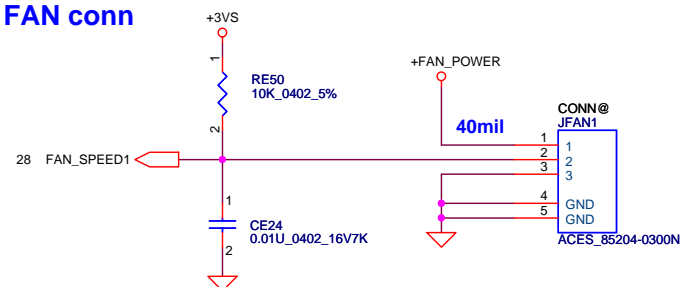 FAN conn
+3VS
1
RE50
10K_0402_5%
2
28 FAN_SPEED1
1
CE24
0.01U_0402_16V7K
2
+FAN_POWER
40mil
CONN@
JFAN1
1 1
2 2
3 3
4 GND
5 GND
ACES_85204-0300N